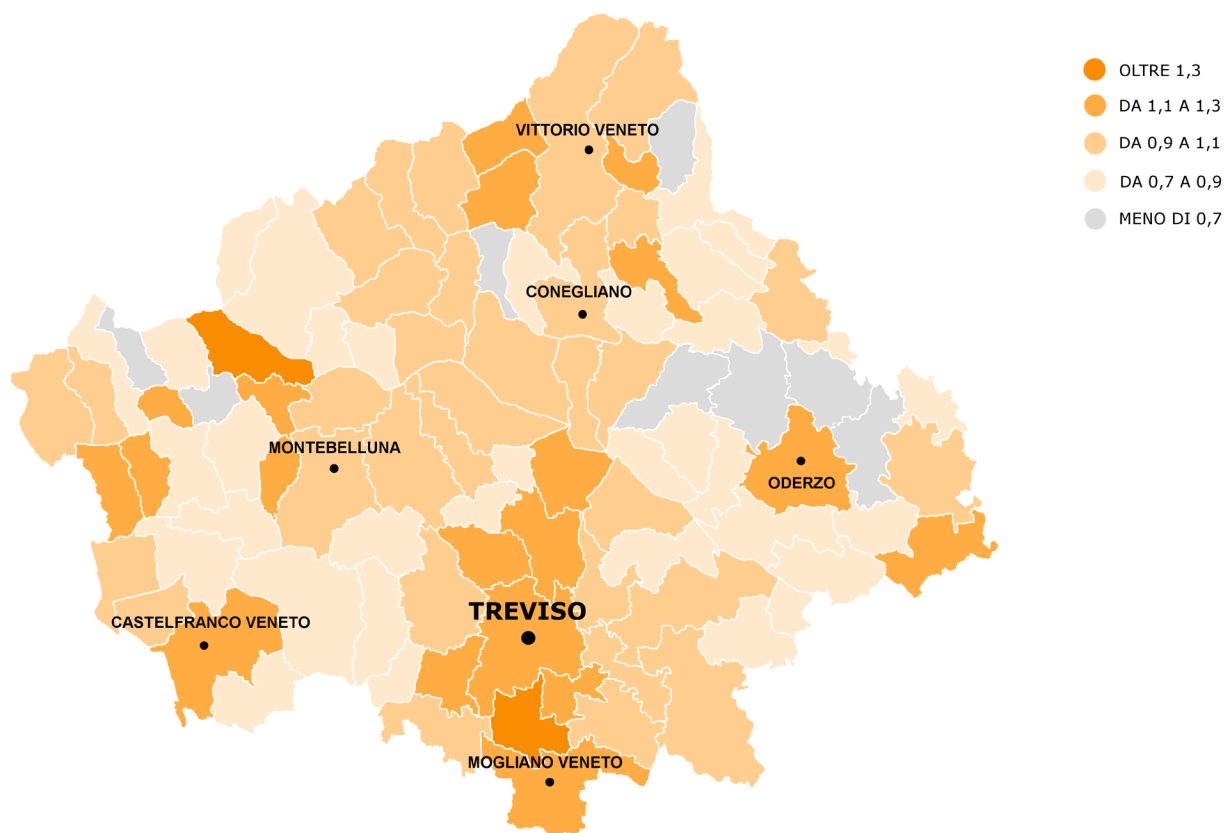 OLTRE 1,3
DA 1,1 A 1,3
DA 0,9 A 1,1
DA 0,7 A 0,9
MENO DI 0,7
VITTORIO VENETO
CONEGLIANO
MONTEBELLUNA
ODERZO
TREVISO
CASTELFRANCO VENETO
MOGLIANO VENETO